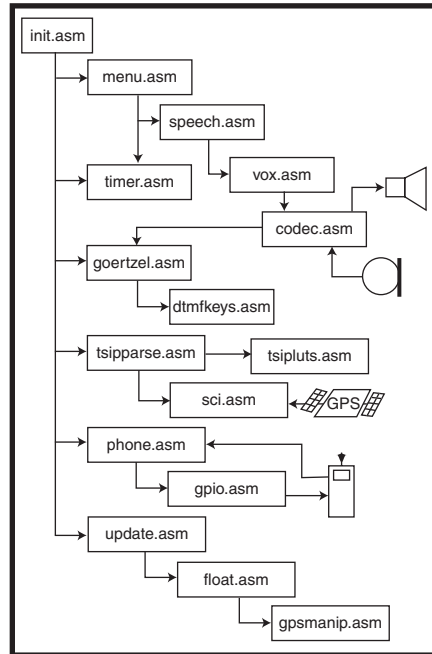 init.asm
menu.asm
speech.asm
timer.asm
vox.asm
codec.asm
goertzel.asm
dtmfkeys.asm
tsipparse.asm
tsipluts.asm
sci.asm
GPS
phone.asm
gpio.asm
update.asm
float.asm
gpsmanip.asm